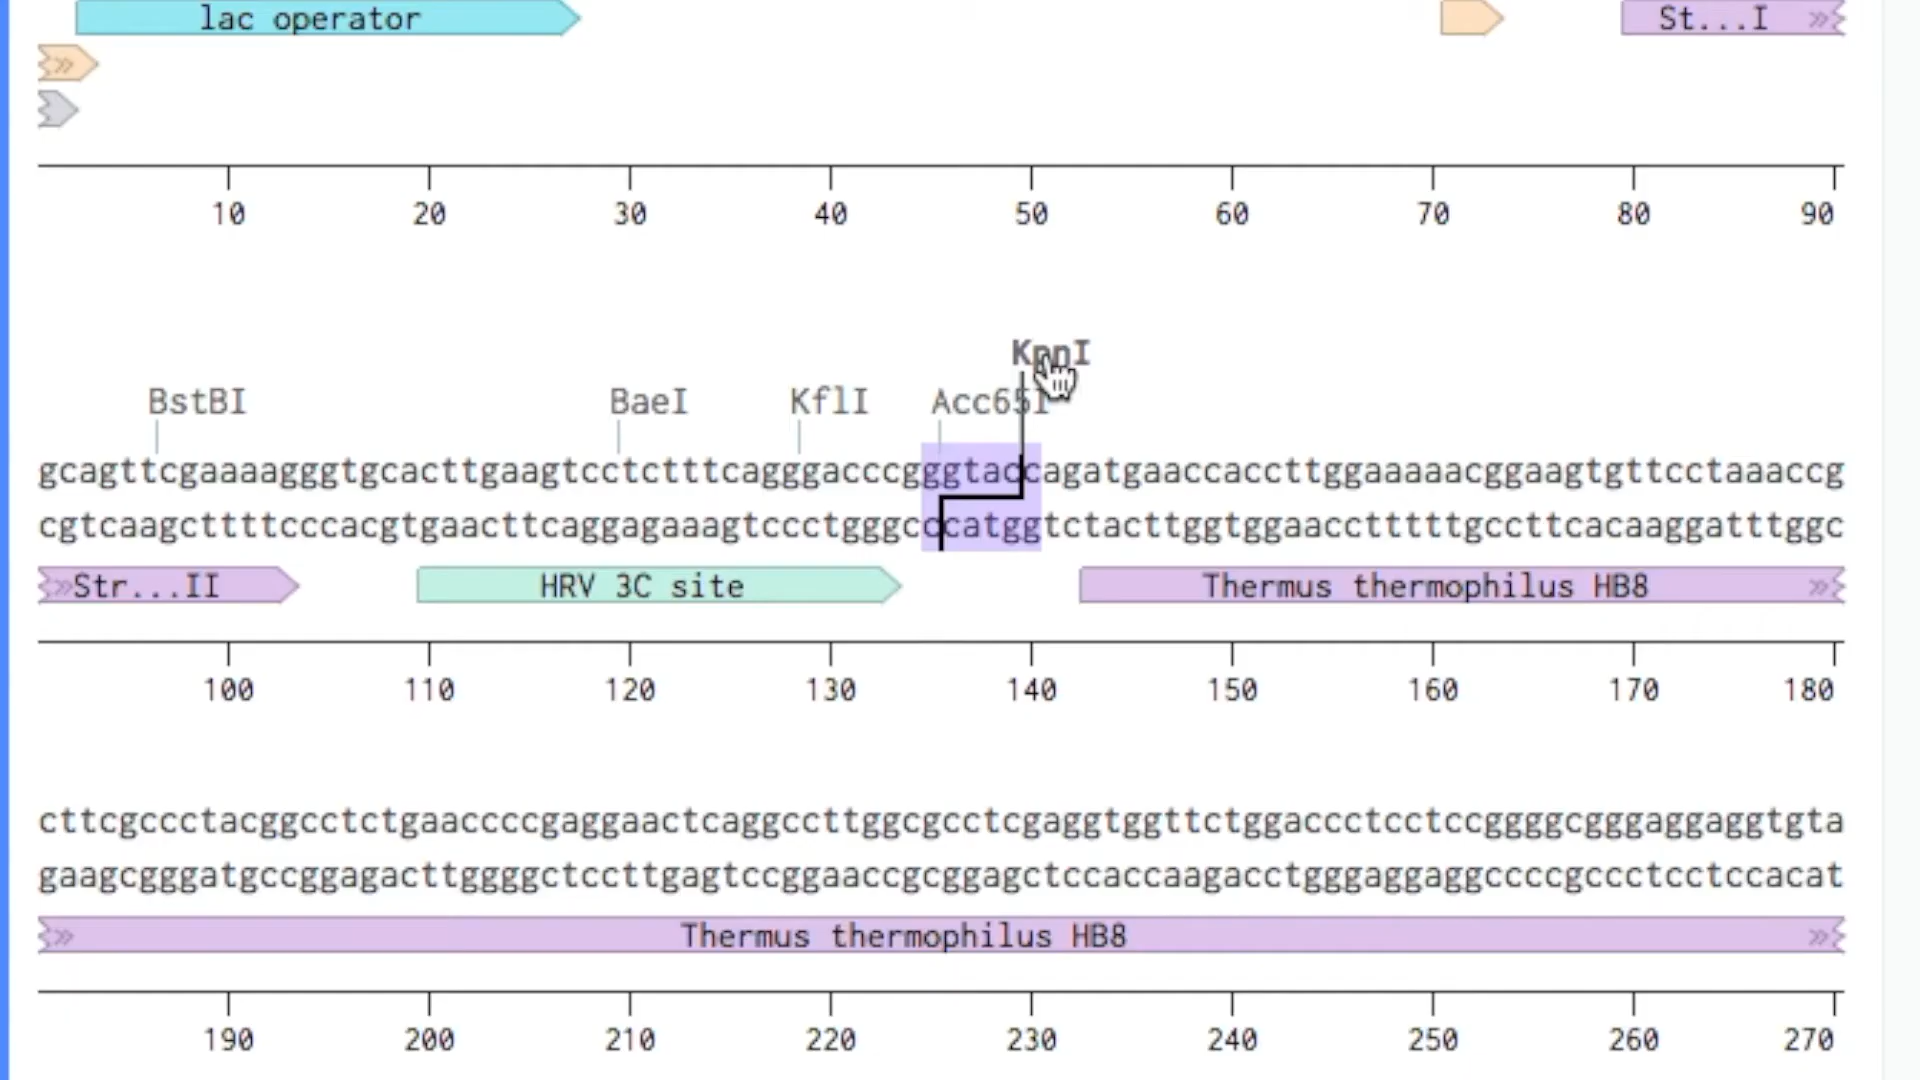 lac operator St...I
10 20 30 40 50 60 70 80 90
KpnI
BstBI BaeI KflI Acc65I
gcagttcgaaaagggtgcacttgaagtcctctttcagggacccgggtaccagatgaaccaccttggaaaaacggaagtgttcctaaaccg
cgtcaagcttttcccacgtgaacttcaggagaaagtccctgggcccatggtctacttggtggaacctttttgccttcacaaggatttggc
Str...II HRV 3C site Thermus thermophilus HB8
100 110 120 130 140 150 160 170 180
cttcgccctacggcctctgaaccccgaggaactcaggccttggcgcctcgaggtggttctggaccctcctccggggcgggaggaggtgta
gaagcgggatgccggagacttggggctccttgagtccggaaccgcggagctccaccaagacctgggaggaggccccgccctcctccacat
Thermus thermophilus HB8
190 200 210 220 230 240 250 260 270